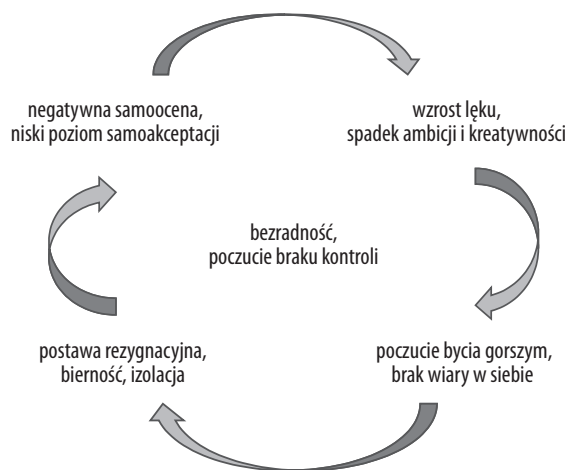 negatywna samoocena,
niski poziom samoakceptacji
wzrost lęku,
spadek ambicji i kreatywności
bezradność,
poczucie braku kontroli
postawa rezygnacyjna,
bierność, izolacja
poczucie bycia gorszym,
brak wiary w siebie